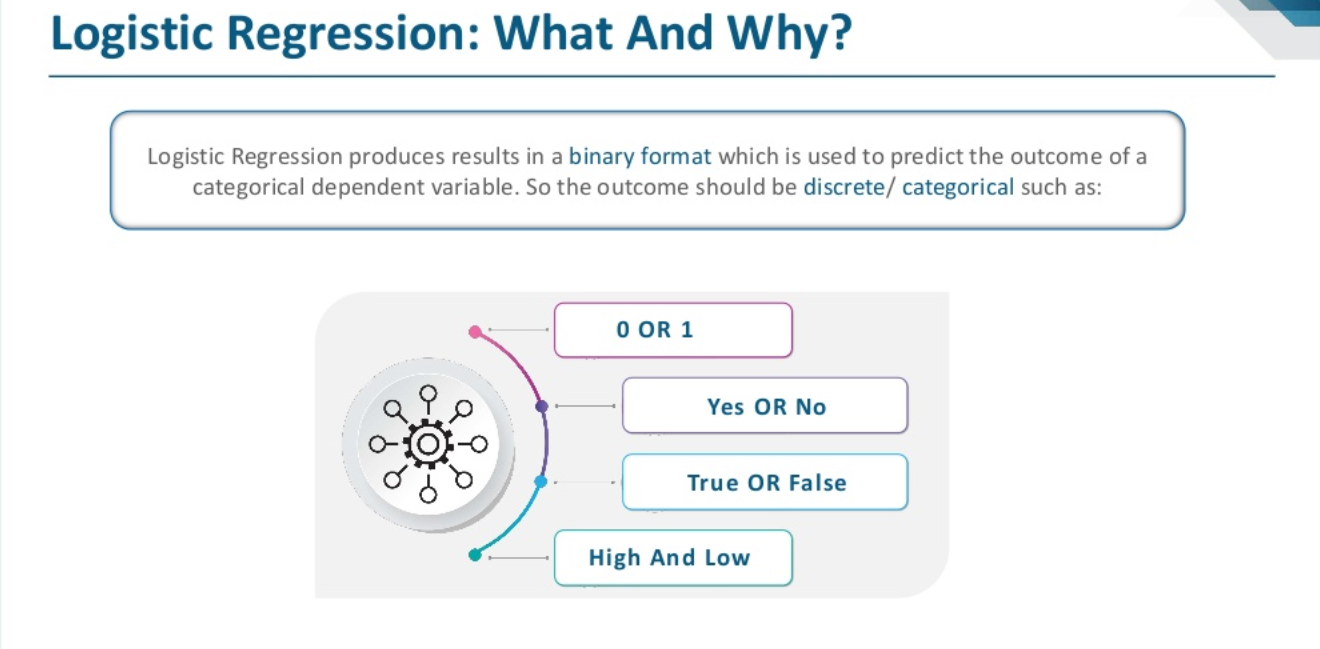 Logistic Regression: What And Why?
Logistic Regression produces results in a binary format which is used to predict the outcome of a
categorical dependent variable. So the outcome should be discrete/ categorical such as:
0 OR 1
Yes OR No
True OR False
High And Low